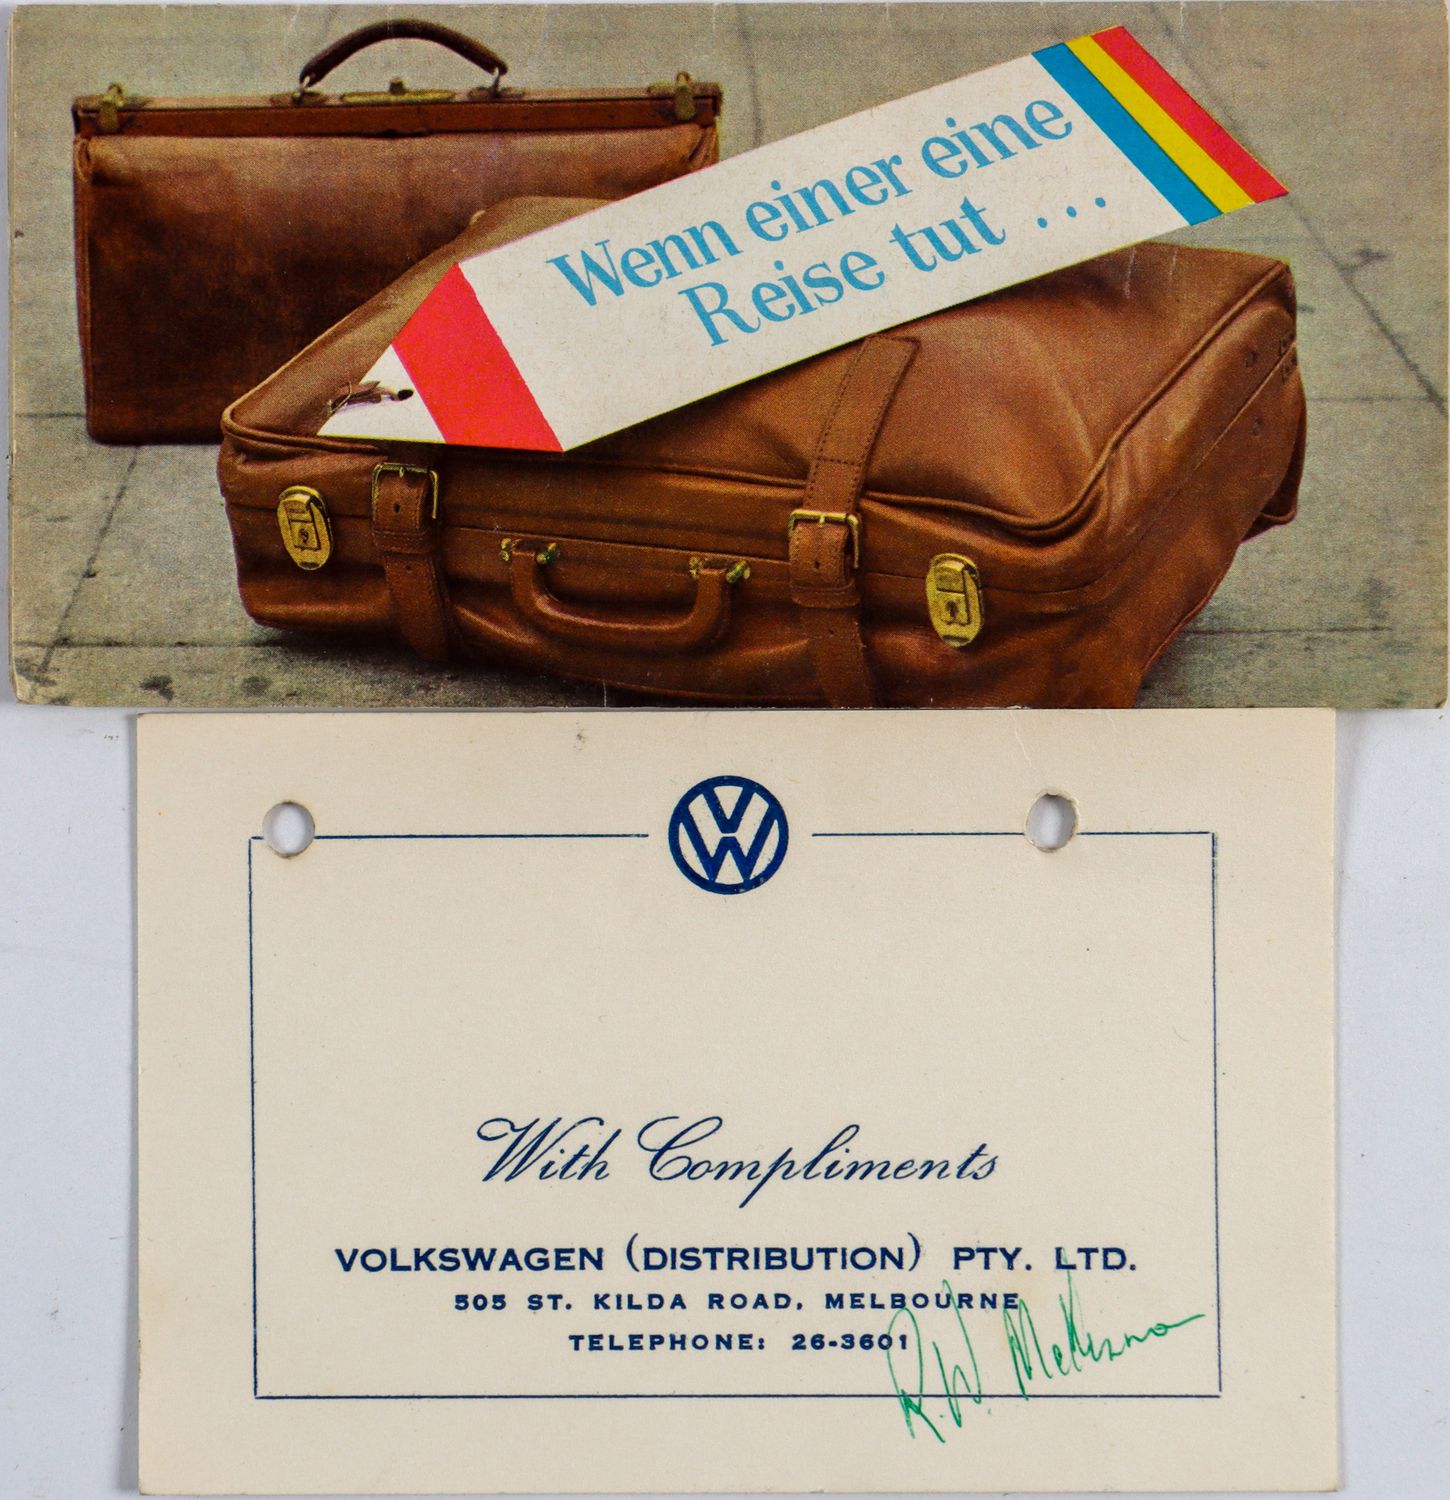 Wenn einer eine
Reise tut ...
With Compliments
VOLKSWAGEN (DISTRIBUTION) PTY. LTD.
505 ST. KILDA ROAD, MELBOURNE
TELEPHONE: 26-3601
R. W.